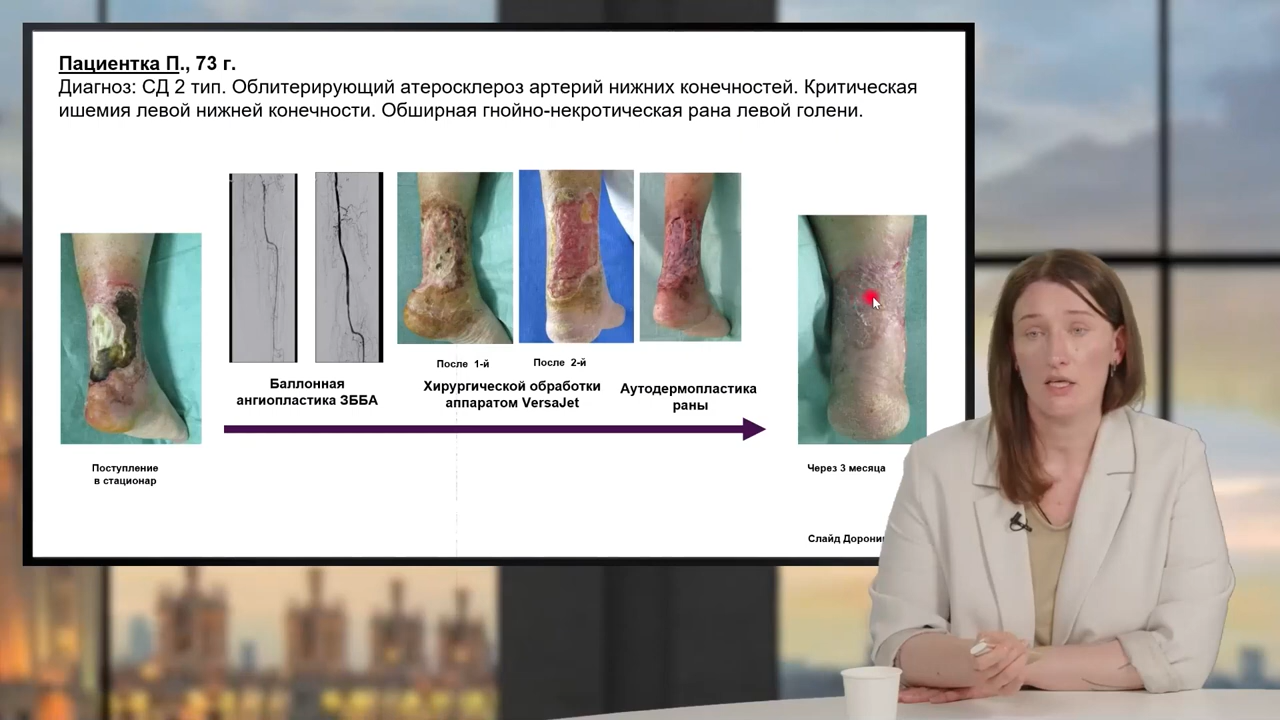 Пациентка П., 73 г.
Диагноз: СД 2 тип. Облитерирующий атеросклероз артерий нижних конечностей. Критическая
ишемия левой нижней конечности. Обширная гнойно-некротическая рана левой голени.
После 1-й
После 2-й
Баллонная
ангиопластика ЗББА
Хирургической обработки
аппаратом VersaJet
Аутодермопластика
раны
Поступление
в стационар
Через 3 месяца
Слайд